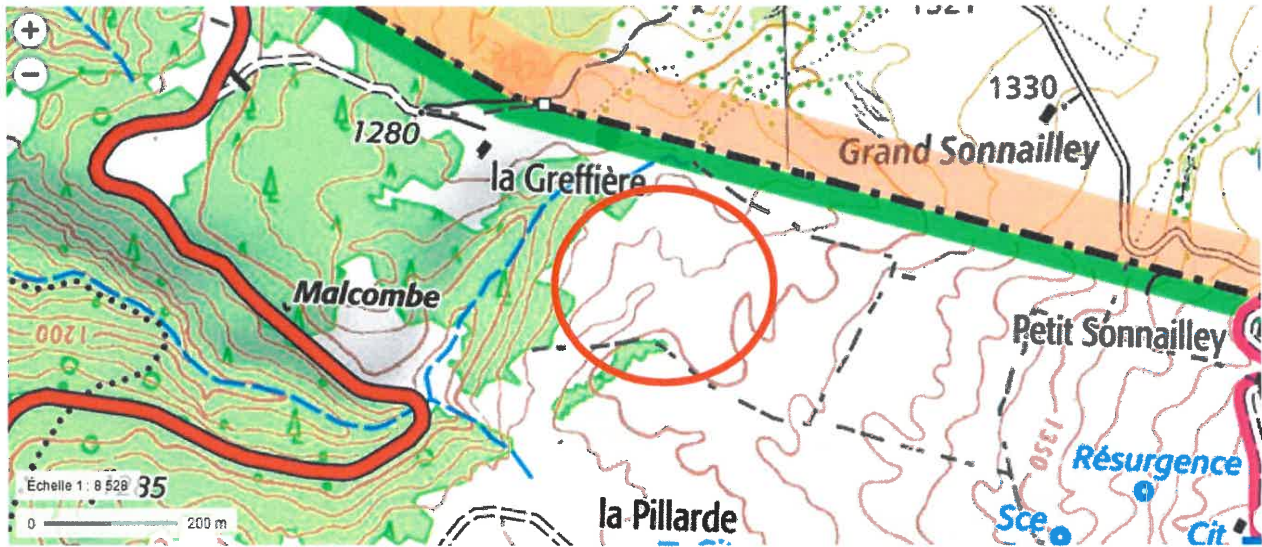 +
−
1330
1280
Grand Sonnailley
la Greffière
Malcombe
1200
Petit Sonnailley
1350
Résurgence
Échelle 1 : 8 528
0 200 m
la Pillarde
Sce
Cit